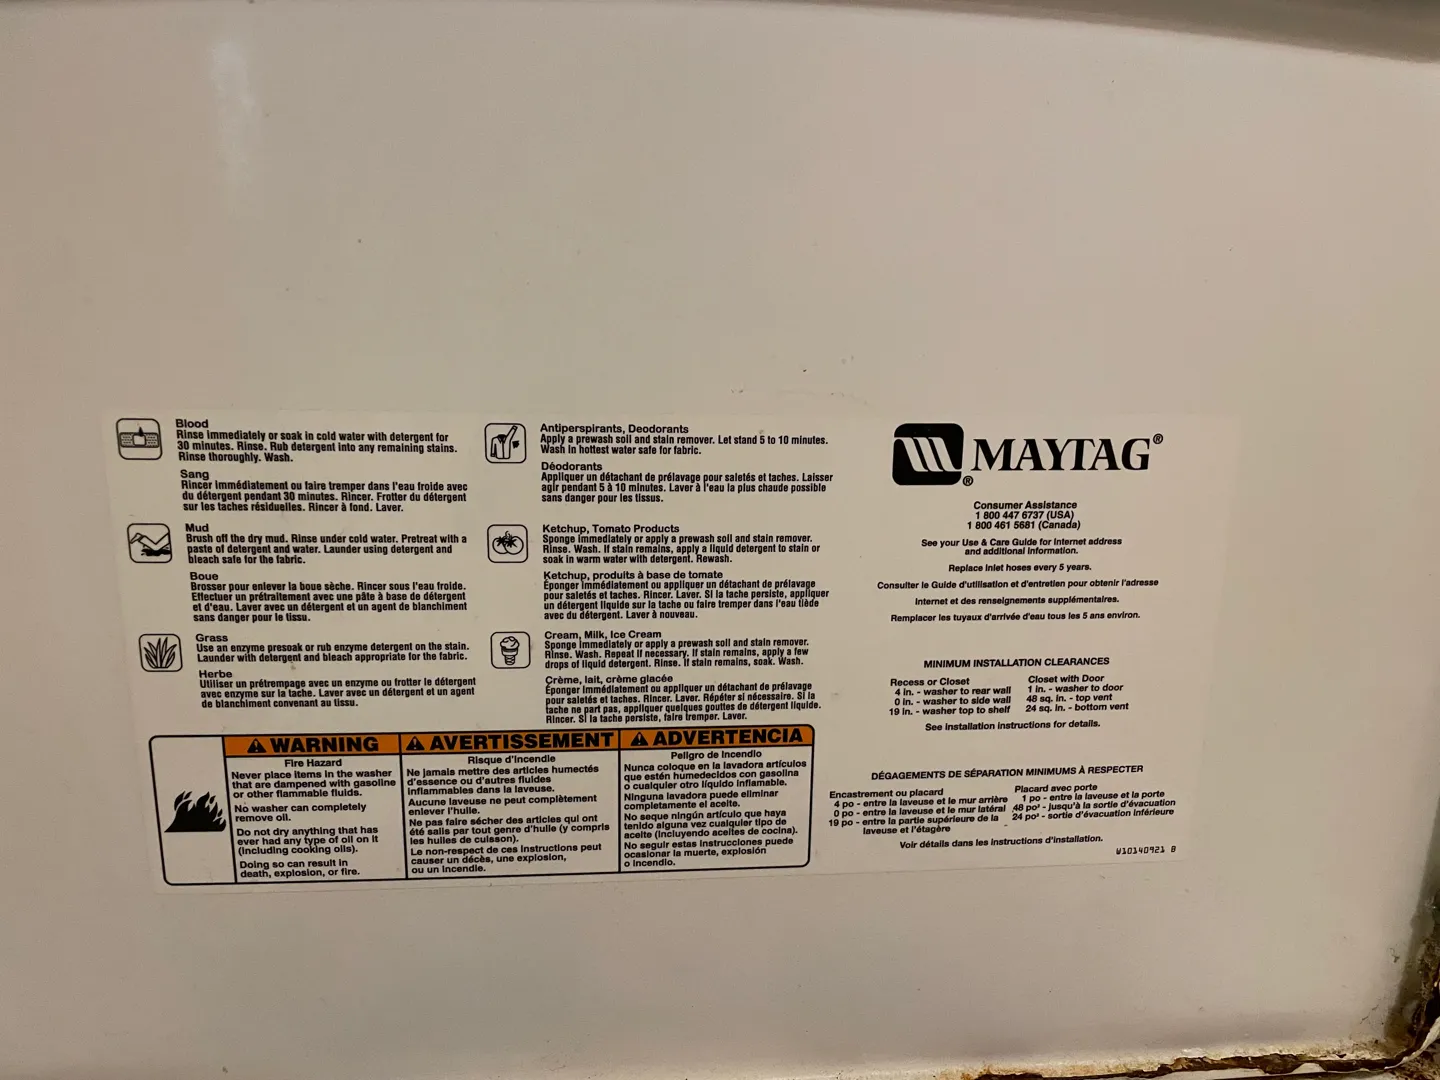 Blood
Rinse immediately or soak in cold water with detergent for
30 minutes. Rinse. Rub detergent into any remaining stains.
Rinse thoroughly. Wash.
Sang
Rincer immédiatement ou faire tremper dans l'eau froide avec
du détergent pendant 30 minutes. Rincer. Frotter du détergent
sur les taches résiduelles. Rincer à fond. Laver.
Mud
Brush off the dry mud. Rinse under cold water. Pretreat with a
paste of detergent and water. Launder using detergent and
bleach safe for the fabric.
Boue
Brosser pour enlever la boue sèche. Rincer sous l'eau froide.
Effectuer un prétraitement avec une pâte à base de détergent
et d'eau. Laver avec un détergent et un agent de blanchiment
sans danger pour le tissu.
Grass
Use an enzyme presoak or rub enzyme detergent on the stain.
Launder with detergent and bleach appropriate for the fabric.
Herbe
Utiliser un prétrempage avec un enzyme ou frotter le détergent
avec enzyme sur la tache. Laver avec un détergent et un agent
de blanchiment convenant au tissu.
Antiperspirants, Deodorants
Apply a prewash soil and stain remover. Let stand 5 to 10 minutes.
Wash in hottest water safe for fabric.
Déodorants
Appliquer un détachant de prélavage pour saletés et taches. Laisser
agir pendant 5 à 10 minutes. Laver à l'eau la plus chaude possible
sans danger pour les tissus.
Ketchup, Tomato Products
Sponge immediately or apply a prewash soil and stain remover.
Rinse. Wash. If stain remains, apply a liquid detergent to stain or
soak in warm water with detergent. Rewash.
Ketchup, produits à base de tomate
Éponger immédiatement ou appliquer un détachant de prélavage
pour saletés et taches. Rincer. Laver. Si la tache persiste, appliquer
un détergent liquide sur la tache ou faire tremper dans l'eau tiède
avec du détergent. Laver à nouveau.
Cream, Milk, Ice Cream
Sponge immediately or apply a prewash soil and stain remover.
Rinse. Wash. Repeat if necessary. If stain remains, apply a few
drops of liquid detergent. Rinse. If stain remains, soak. Wash.
Crème, lait, crème glacée
Éponger immédiatement ou appliquer un détachant de prélavage
pour saletés et taches. Rincer. Laver. Répéter si nécessaire. Si la
tache ne part pas, appliquer quelques gouttes de détergent liquide.
Rincer. Si la tache persiste, faire tremper. Laver.
WARNING
Fire Hazard
Never place items in the washer
that are dampened with gasoline
or other flammable fluids.
No washer can completely
remove oil.
Do not dry anything that has
ever had any type of oil on it
(including cooking oils).
Doing so can result in
death, explosion, or fire.
AVERTISSEMENT
Risque d'incendie
Ne jamais mettre des articles humectés
d'essence ou d'autres fluides
inflammables dans la laveuse.
Aucune laveuse ne peut complètement
enlever l'huile.
Ne pas faire sécher des articles qui ont
été salis par tout genre d'huile (y compris
les huiles de cuisson).
Le non-respect de ces instructions peut
causer un décès, une explosion,
ou un incendie.
ADVERTENCIA
Peligro de Incendio
Nunca coloque en la lavadora artículos
que estén humedecidos con gasolina
o cualquier otro líquido inflamable.
Ninguna lavadora puede eliminar
completamente el aceite.
No seque ningún artículo que haya
tenido alguna vez cualquier tipo de
aceite (incluyendo aceites de cocina).
No seguir estas instrucciones puede
ocasionar la muerte, explosión
o incendio.
MAYTAG®
®
Consumer Assistance
1 800 447 6737 (USA)
1 800 461 5681 (Canada)
See your Use & Care Guide for Internet address
and additional information.
Replace inlet hoses every 5 years.
Consulter le Guide d'utilisation et d'entretien pour obtenir l'adresse
Internet et des renseignements supplémentaires.
Remplacer les tuyaux d'arrivée d'eau tous les 5 ans environ.
MINIMUM INSTALLATION CLEARANCES
Recess or Closet
4 in. - washer to rear wall
0 in. - washer to side wall
19 in. - washer top to shelf
Closet with Door
1 in. - washer to door
48 sq. in. - top vent
24 sq. in. - bottom vent
See installation instructions for details.
DÉGAGEMENTS DE SÉPARATION MINIMUMS À RESPECTER
Encastrement ou placard
4 po - entre la laveuse et le mur arrière
0 po - entre la laveuse et le mur latéral
19 po - entre la partie supérieure de la
laveuse et l'étagère
Placard avec porte
1 po - entre la laveuse et la porte
48 po² - jusqu'à la sortie d'évacuation
24 po² - sortie d'évacuation inférieure
Voir détails dans les instructions d'installation.
W10140921 B